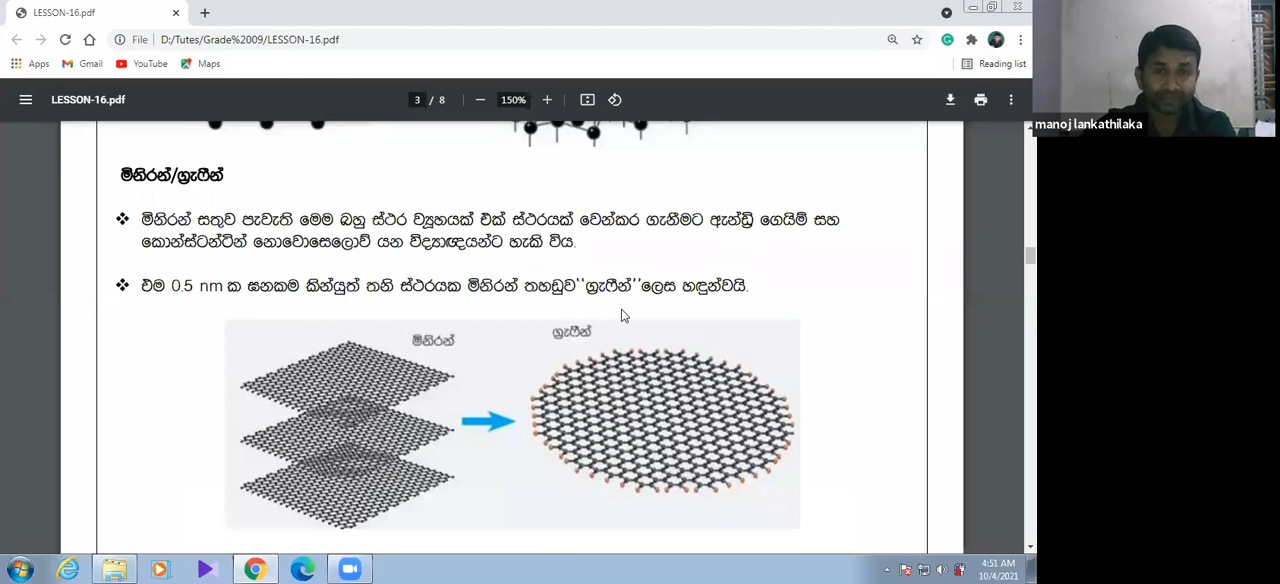 LESSON-16.pdf
File D:/Tutes/Grade%2009/LESSON-16.pdf
Apps Gmail YouTube Maps Reading list
LESSON-16.pdf 3 / 8 150%
manoj lankathilaka
මිනිරන්/ග්‍රැෆීන්
❖ මිනිරන් සතුව පැවැති මෙම බහු ස්ථර ව්‍යූහයක් එක් ස්ථරයක් වෙන්කර ගැනීමට ඇන්ඩ්‍රි ගෙයිම් සහ
කොන්ස්ටන්ටින් නොවොසෙලොව් යන විද්‍යාඥයන්ට හැකි විය.
❖ එම 0.5 nm ක ඝනකම කින්යුත් තනි ස්ථරයක මිනිරන් තහඩුව‘‘ග්‍රැෆීන්’’ලෙස හඳුන්වයි.
මිනිරන්
ග්‍රැෆීන්
4:51 AM
10/4/2021